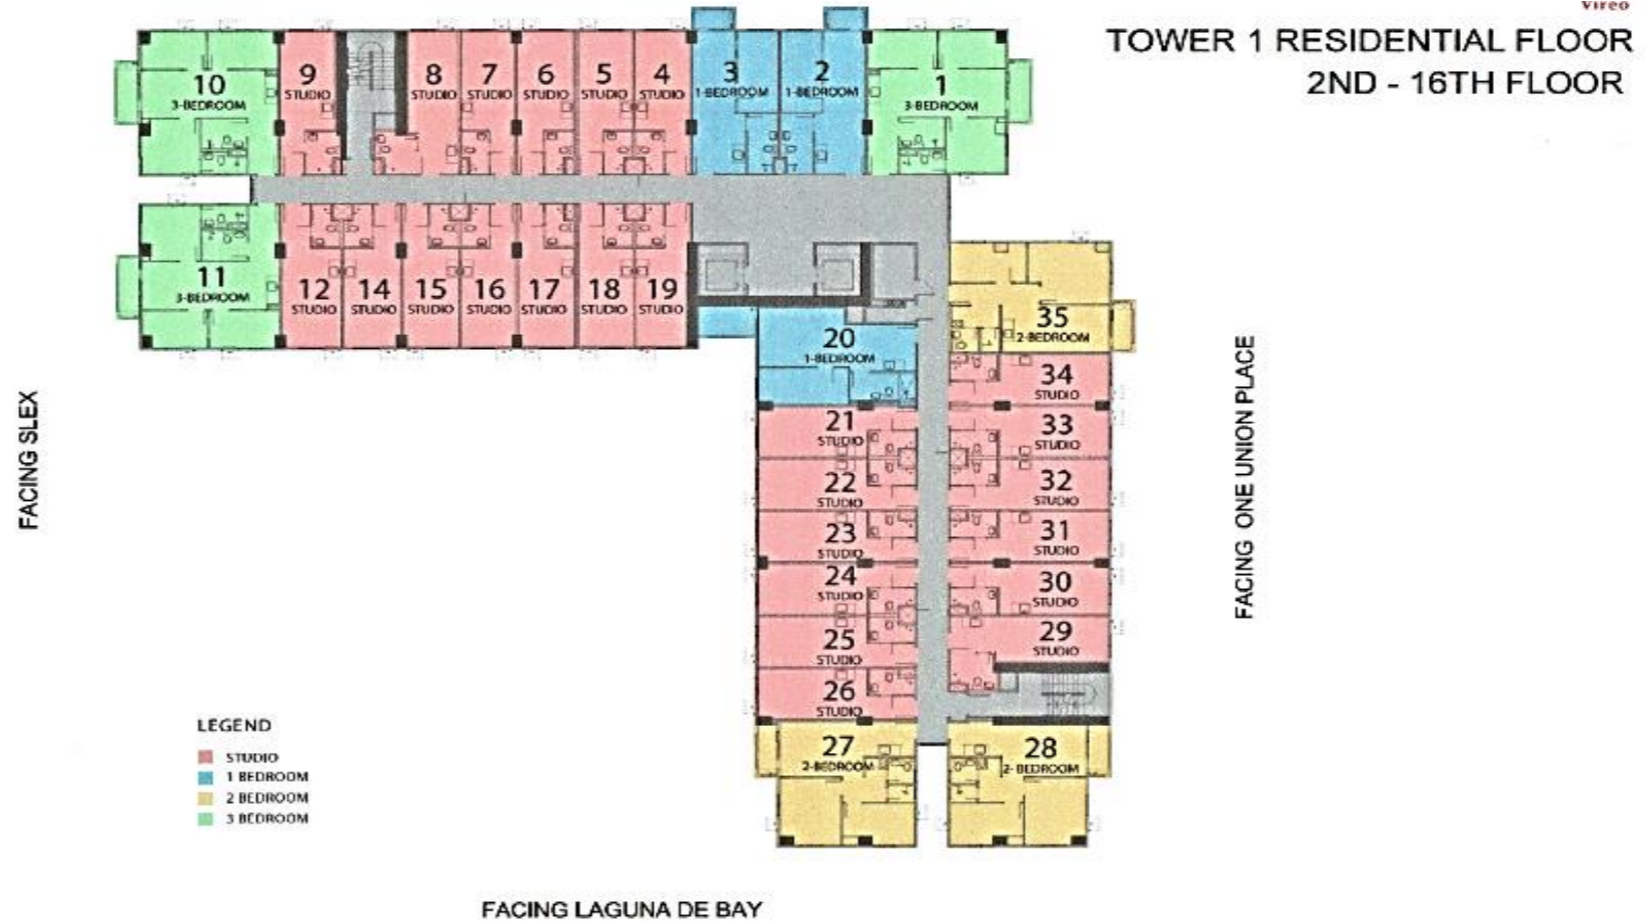 Vireo
TOWER 1 RESIDENTIAL FLOOR
2ND - 16TH FLOOR
10
3-BEDROOM
9
STUDIO
8
STUDIO
7
STUDIO
6
STUDIO
5
STUDIO
4
STUDIO
3
1-BEDROOM
2
1-BEDROOM
1
3-BEDROOM
11
3-BEDROOM
12
STUDIO
14
STUDIO
15
STUDIO
16
STUDIO
17
STUDIO
18
STUDIO
19
STUDIO
20
1-BEDROOM
35
2-BEDROOM
21
STUDIO
34
STUDIO
22
STUDIO
33
STUDIO
23
STUDIO
32
STUDIO
24
STUDIO
31
STUDIO
25
STUDIO
30
STUDIO
26
STUDIO
29
STUDIO
27
2-BEDROOM
28
2- BEDROOM
FACING SLEX
FACING ONE UNION PLACE
LEGEND
STUDIO
1 BEDROOM
2 BEDROOM
3 BEDROOM
FACING LAGUNA DE BAY